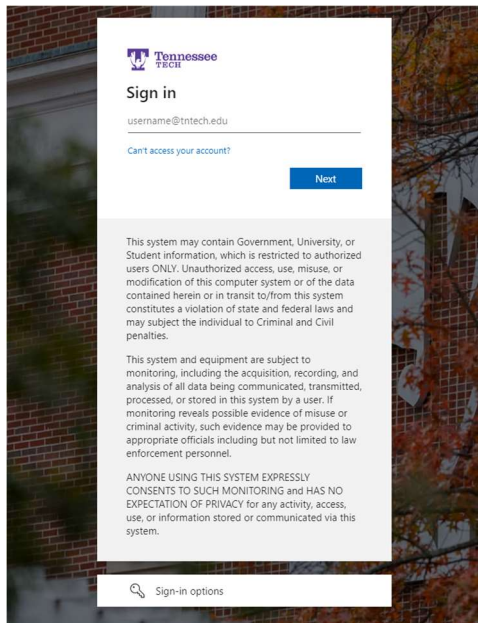 Tennessee
TECH
Sign in
username@tntech.edu
Can't access your account?
Next
This system may contain Government, University, or
Student information, which is restricted to authorized
users ONLY. Unauthorized access, use, misuse, or
modification of this computer system or of the data
contained herein or in transit to/from this system
constitutes a violation of state and federal laws and
may subject the individual to Criminal and Civil
penalties.
This system and equipment are subject to
monitoring, including the acquisition, recording, and
analysis of all data being communicated, transmitted,
processed, or stored in this system by a user. If
monitoring reveals possible evidence of misuse or
criminal activity, such evidence may be provided to
appropriate officials including but not limited to law
enforcement personnel.
ANYONE USING THIS SYSTEM EXPRESSLY
CONSENTS TO SUCH MONITORING and HAS NO
EXPECTATION OF PRIVACY for any activity, access,
use, or information stored or communicated via this
system.
Sign-in options